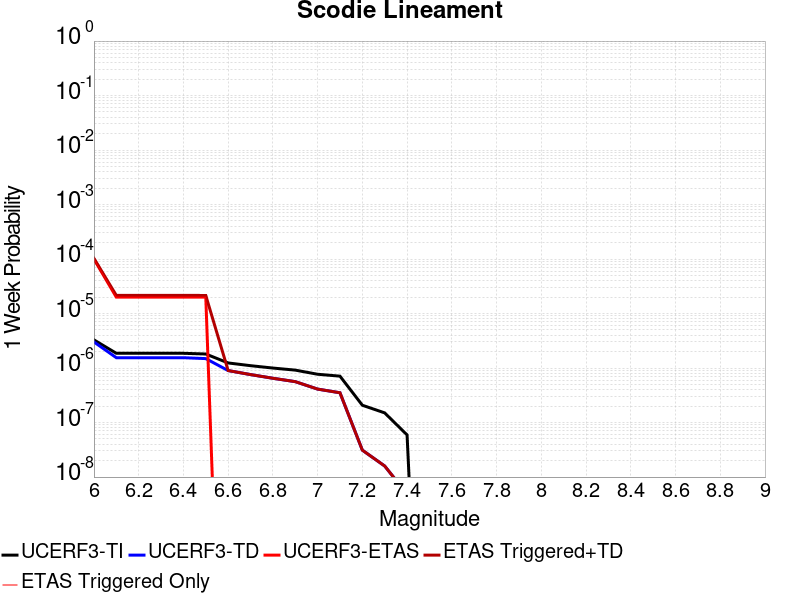 Scodie Lineament
10^0
10^-1
10^-2
10^-3
10^-4
10^-5
10^-6
10^-7
10^-8
1 Week Probability
6 6.2 6.4 6.6 6.8 7 7.2 7.4 7.6 7.8 8 8.2 8.4 8.6 8.8 9
Magnitude
UCERF3-TI UCERF3-TD UCERF3-ETAS ETAS Triggered+TD
ETAS Triggered Only